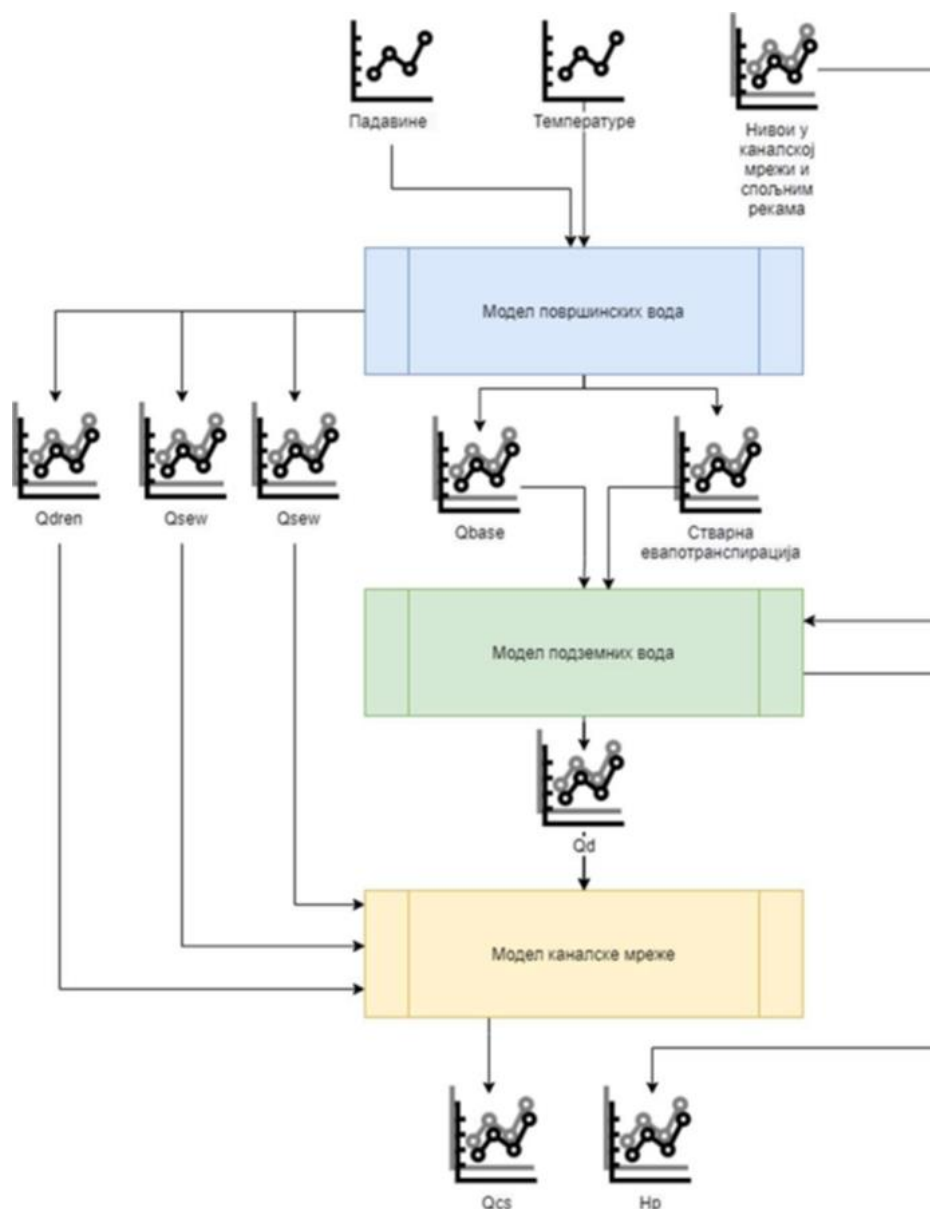 Падавине
Температуре
Нивои у
каналској
мрежи и
спољним
рекама
Модел површинских вода
Qdren
Qsew
Qsew
Qbase
Стварна
евапотранспирација
Модел подземних вода
Qd
Модел каналске мреже
Qcs
Hp